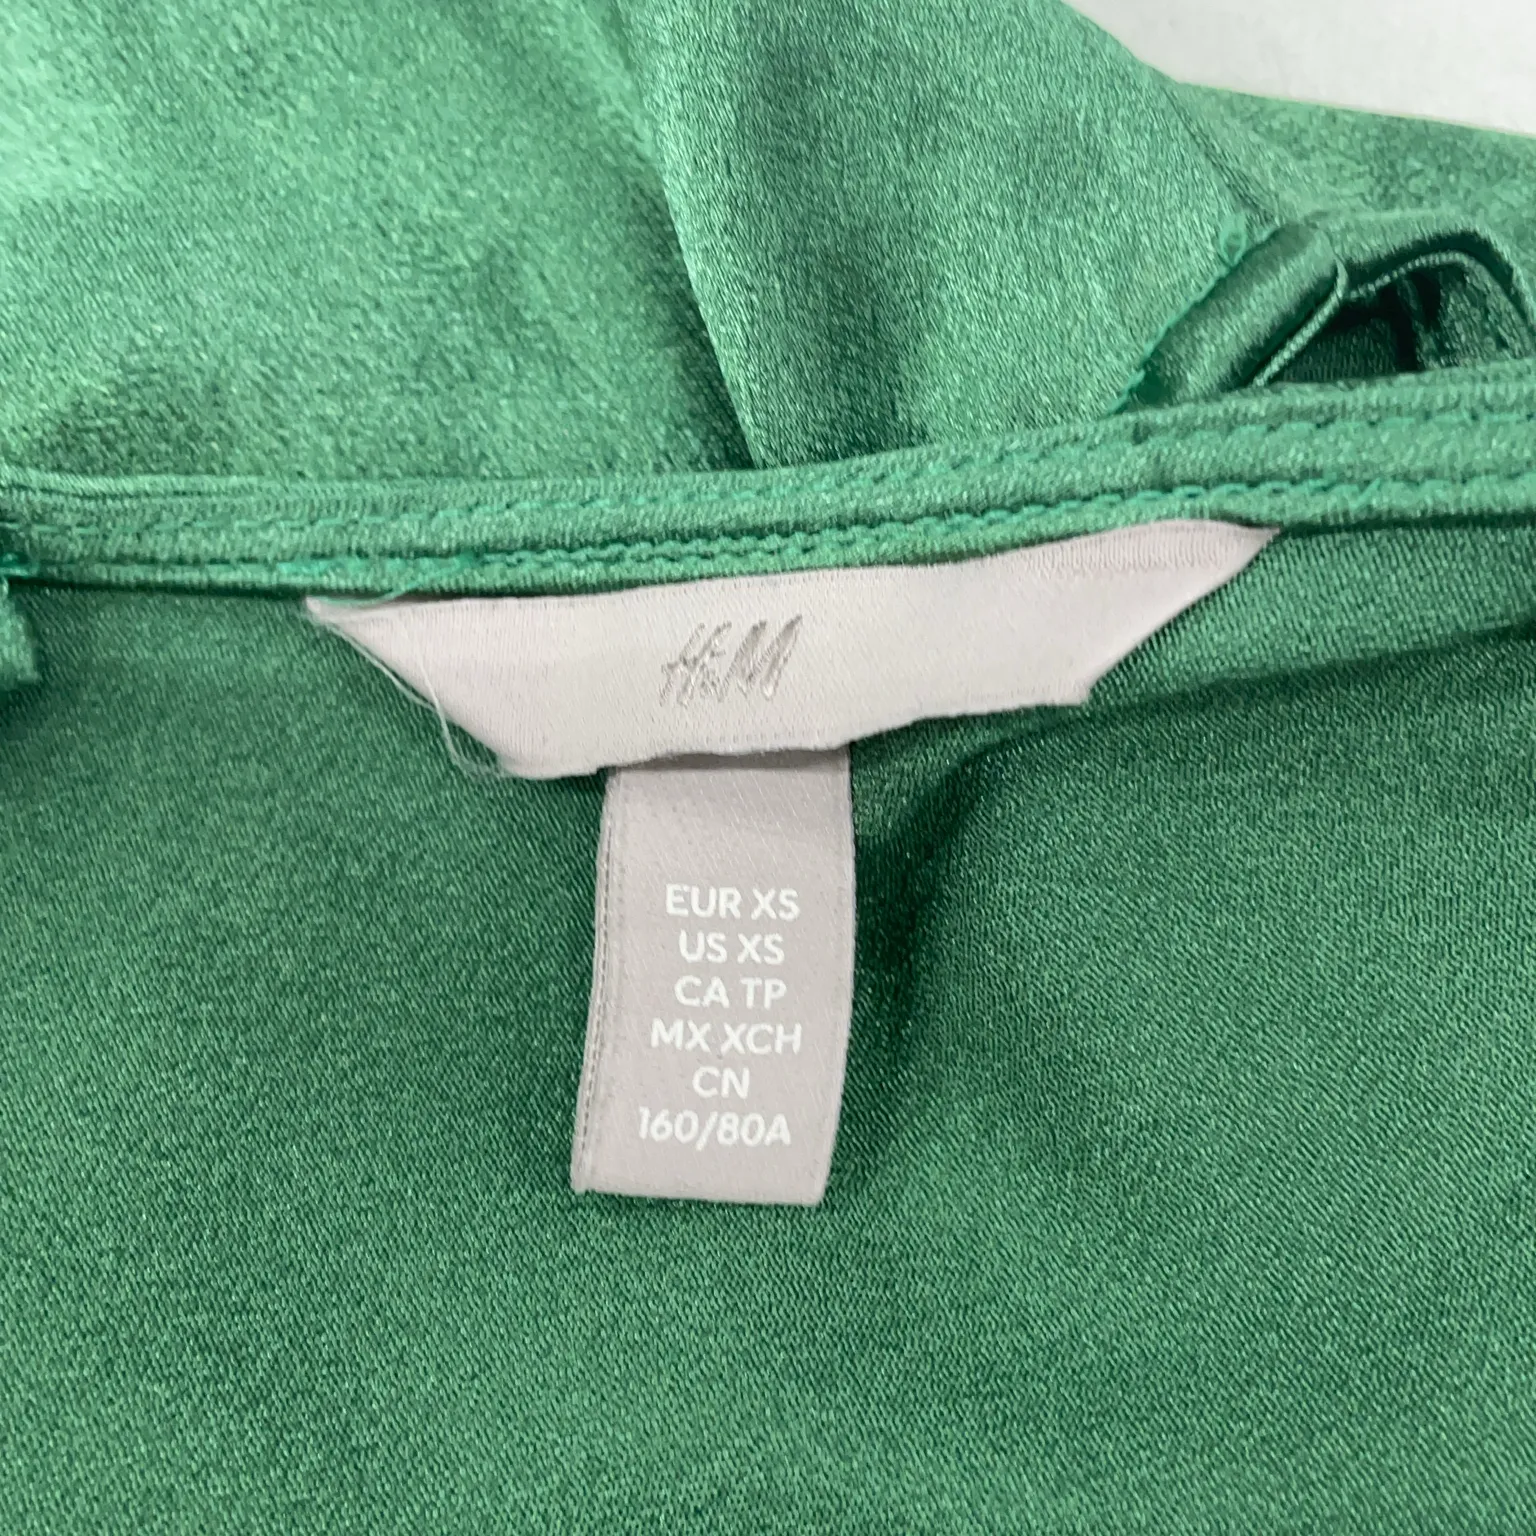 H&M
EUR XS
US XS
CA TP
MX XCH
CN
160/80A